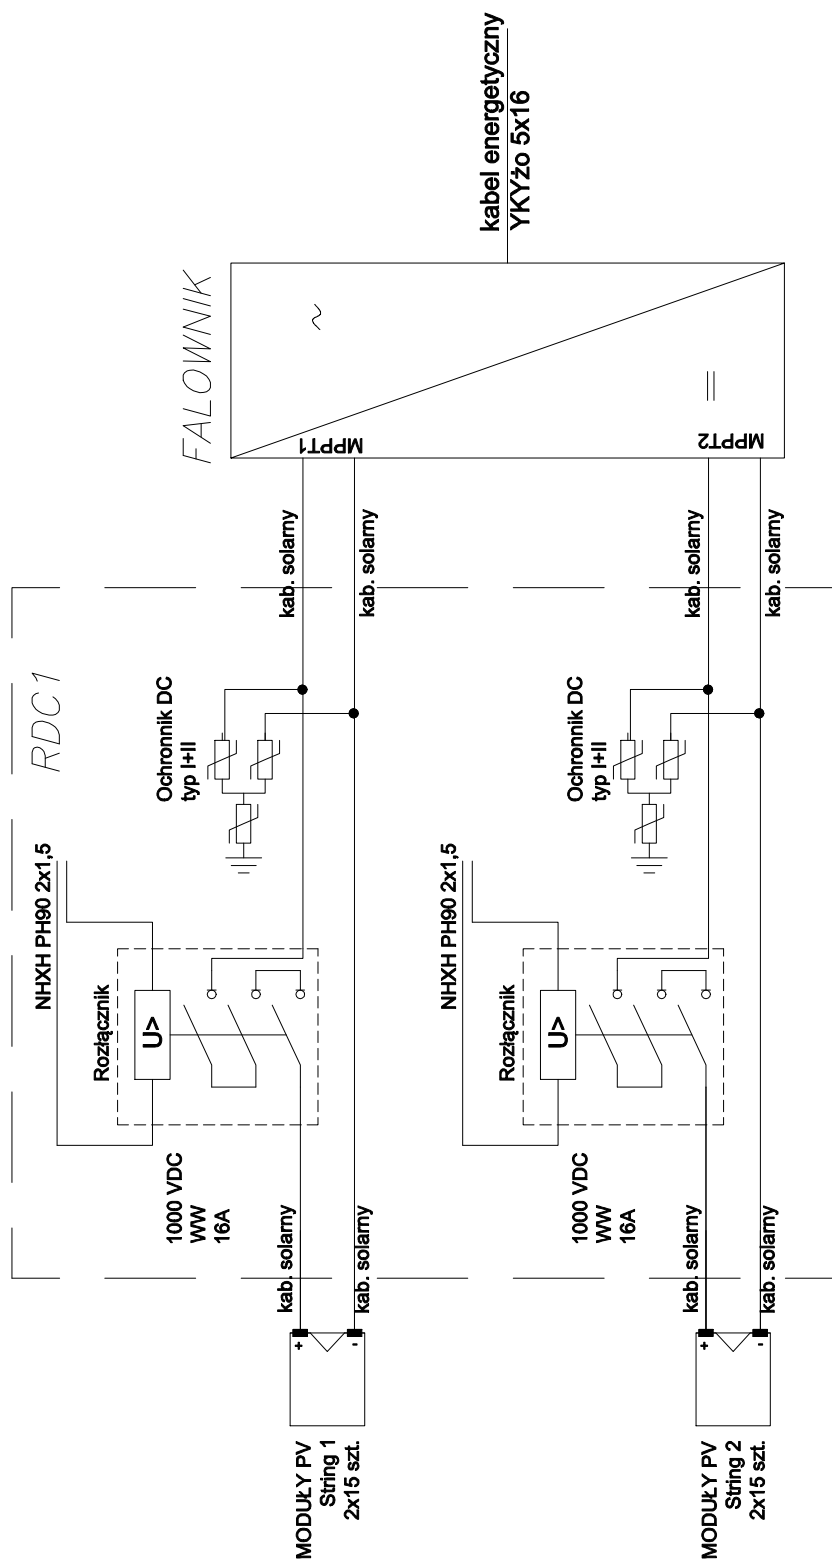 MODUŁY PV
String 1
2x15 szt.
+
-
kab. solarny
kab. solarny
1000 VDC
WW
16A
Rozłącznik
U>
NHXH PH90 2x1,5
Ochronnik DC
typ I+II
RDC1
kab. solarny
kab. solarny
FALOWNIK
MPPT1
MPPT
~
=
kabel energetyczny
YKYżo 5x16
MODUŁY PV
String 2
2x15 szt.
+
-
kab. solarny
kab. solarny
1000 VDC
WW
16A
Rozłącznik
U>
NHXH PH90 2x1,5
Ochronnik DC
typ I+II
kab. solarny
kab. solarny
MPPT2
MPPT